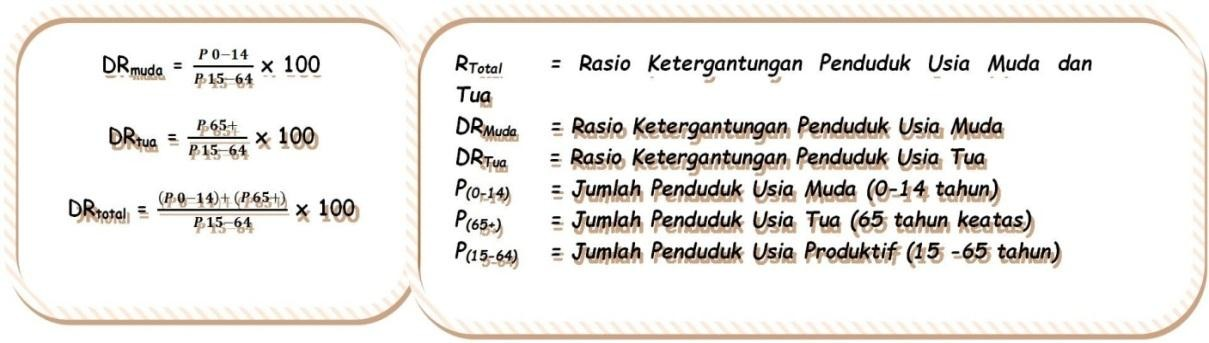 DRmuda = P 0−14 / P 15−64 × 100
DRtua = P 65+ / P 15−64 × 100
DRtotal = (P 0−14)+ (P 65+) / P 15−64 × 100
RTotal = Rasio Ketergantungan Penduduk Usia Muda dan
Tua
DRMuda = Rasio Ketergantungan Penduduk Usia Muda
DRTua = Rasio Ketergantungan Penduduk Usia Tua
P(0-14) = Jumlah Penduduk Usia Muda (0-14 tahun)
P(65+) = Jumlah Penduduk Usia Tua (65 tahun keatas)
P(15-64) = Jumlah Penduduk Usia Produktif (15 -65 tahun)